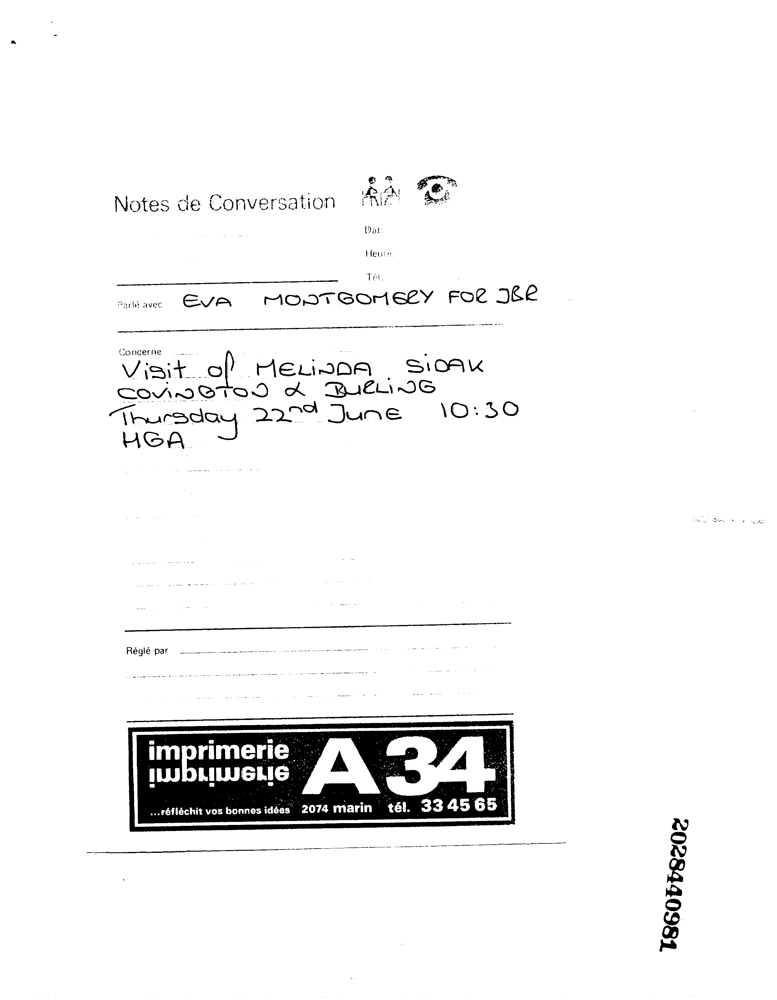 Notes de Conversation
Dat:
Heure.
Tél.
Parlé avec EVA MONTGOMERY FOR JBR
Concerne
Visit of MELINDA SIDAK
COVINGTON & BURLING
Thursday 22nd June 10:30
HGA
Réglé par
imprimerie A34
imprimerie
...réfléchit vos bonnes idées 2074 marin tél. 33 45 65
2028440981